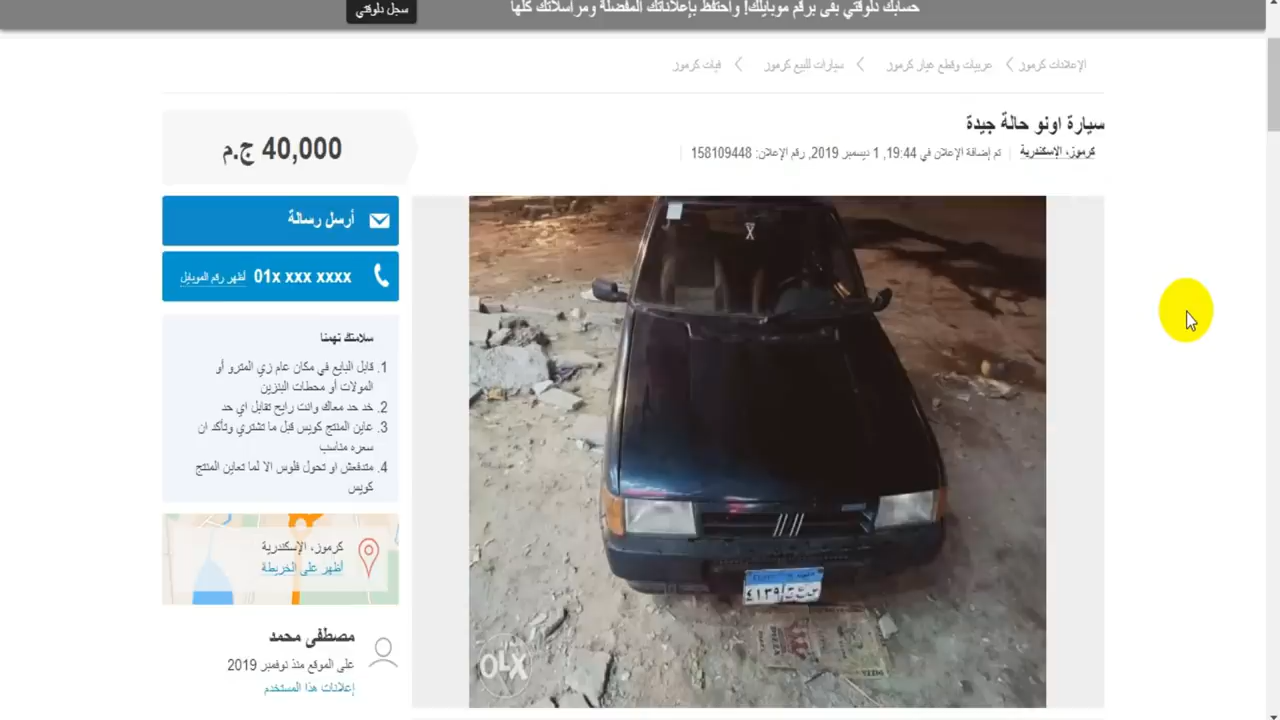 سجل دلوقتي
حسابك دلوقتي بقى برقم موبايلك! واحتفظ بإعلاناتك المفضلة ومراسلاتك كلها
الإعلانات كرموز
عربيات وقطع غيار كرموز
سيارات للبيع كرموز
فيات كرموز
سيارة اونو حالة جيدة
كرموز، الإسكندرية | تم إضافة الإعلان في 19:44, 1 ديسمبر 2019, رقم الإعلان: 158109448
40,000 ج.م
أرسل رسالة
01x xxx xxxx أظهر رقم الموبايل
سلامتك تهمنا
1. قابل البايع في مكان عام زي المترو أو
المولات أو محطات البنزين
2. خد حد معاك وانت رايح تقابل اي حد
3. عاين المنتج كويس قبل ما تشتري وتأكد ان
سعره مناسب
4. متدفعش او تحول فلوس الا لما تعاين المنتج
كويس
كرموز، الإسكندرية
أظهر على الخريطة
مصطفى محمد
على الموقع منذ نوفمبر 2019
إعلانات هذا المستخدم
OLX